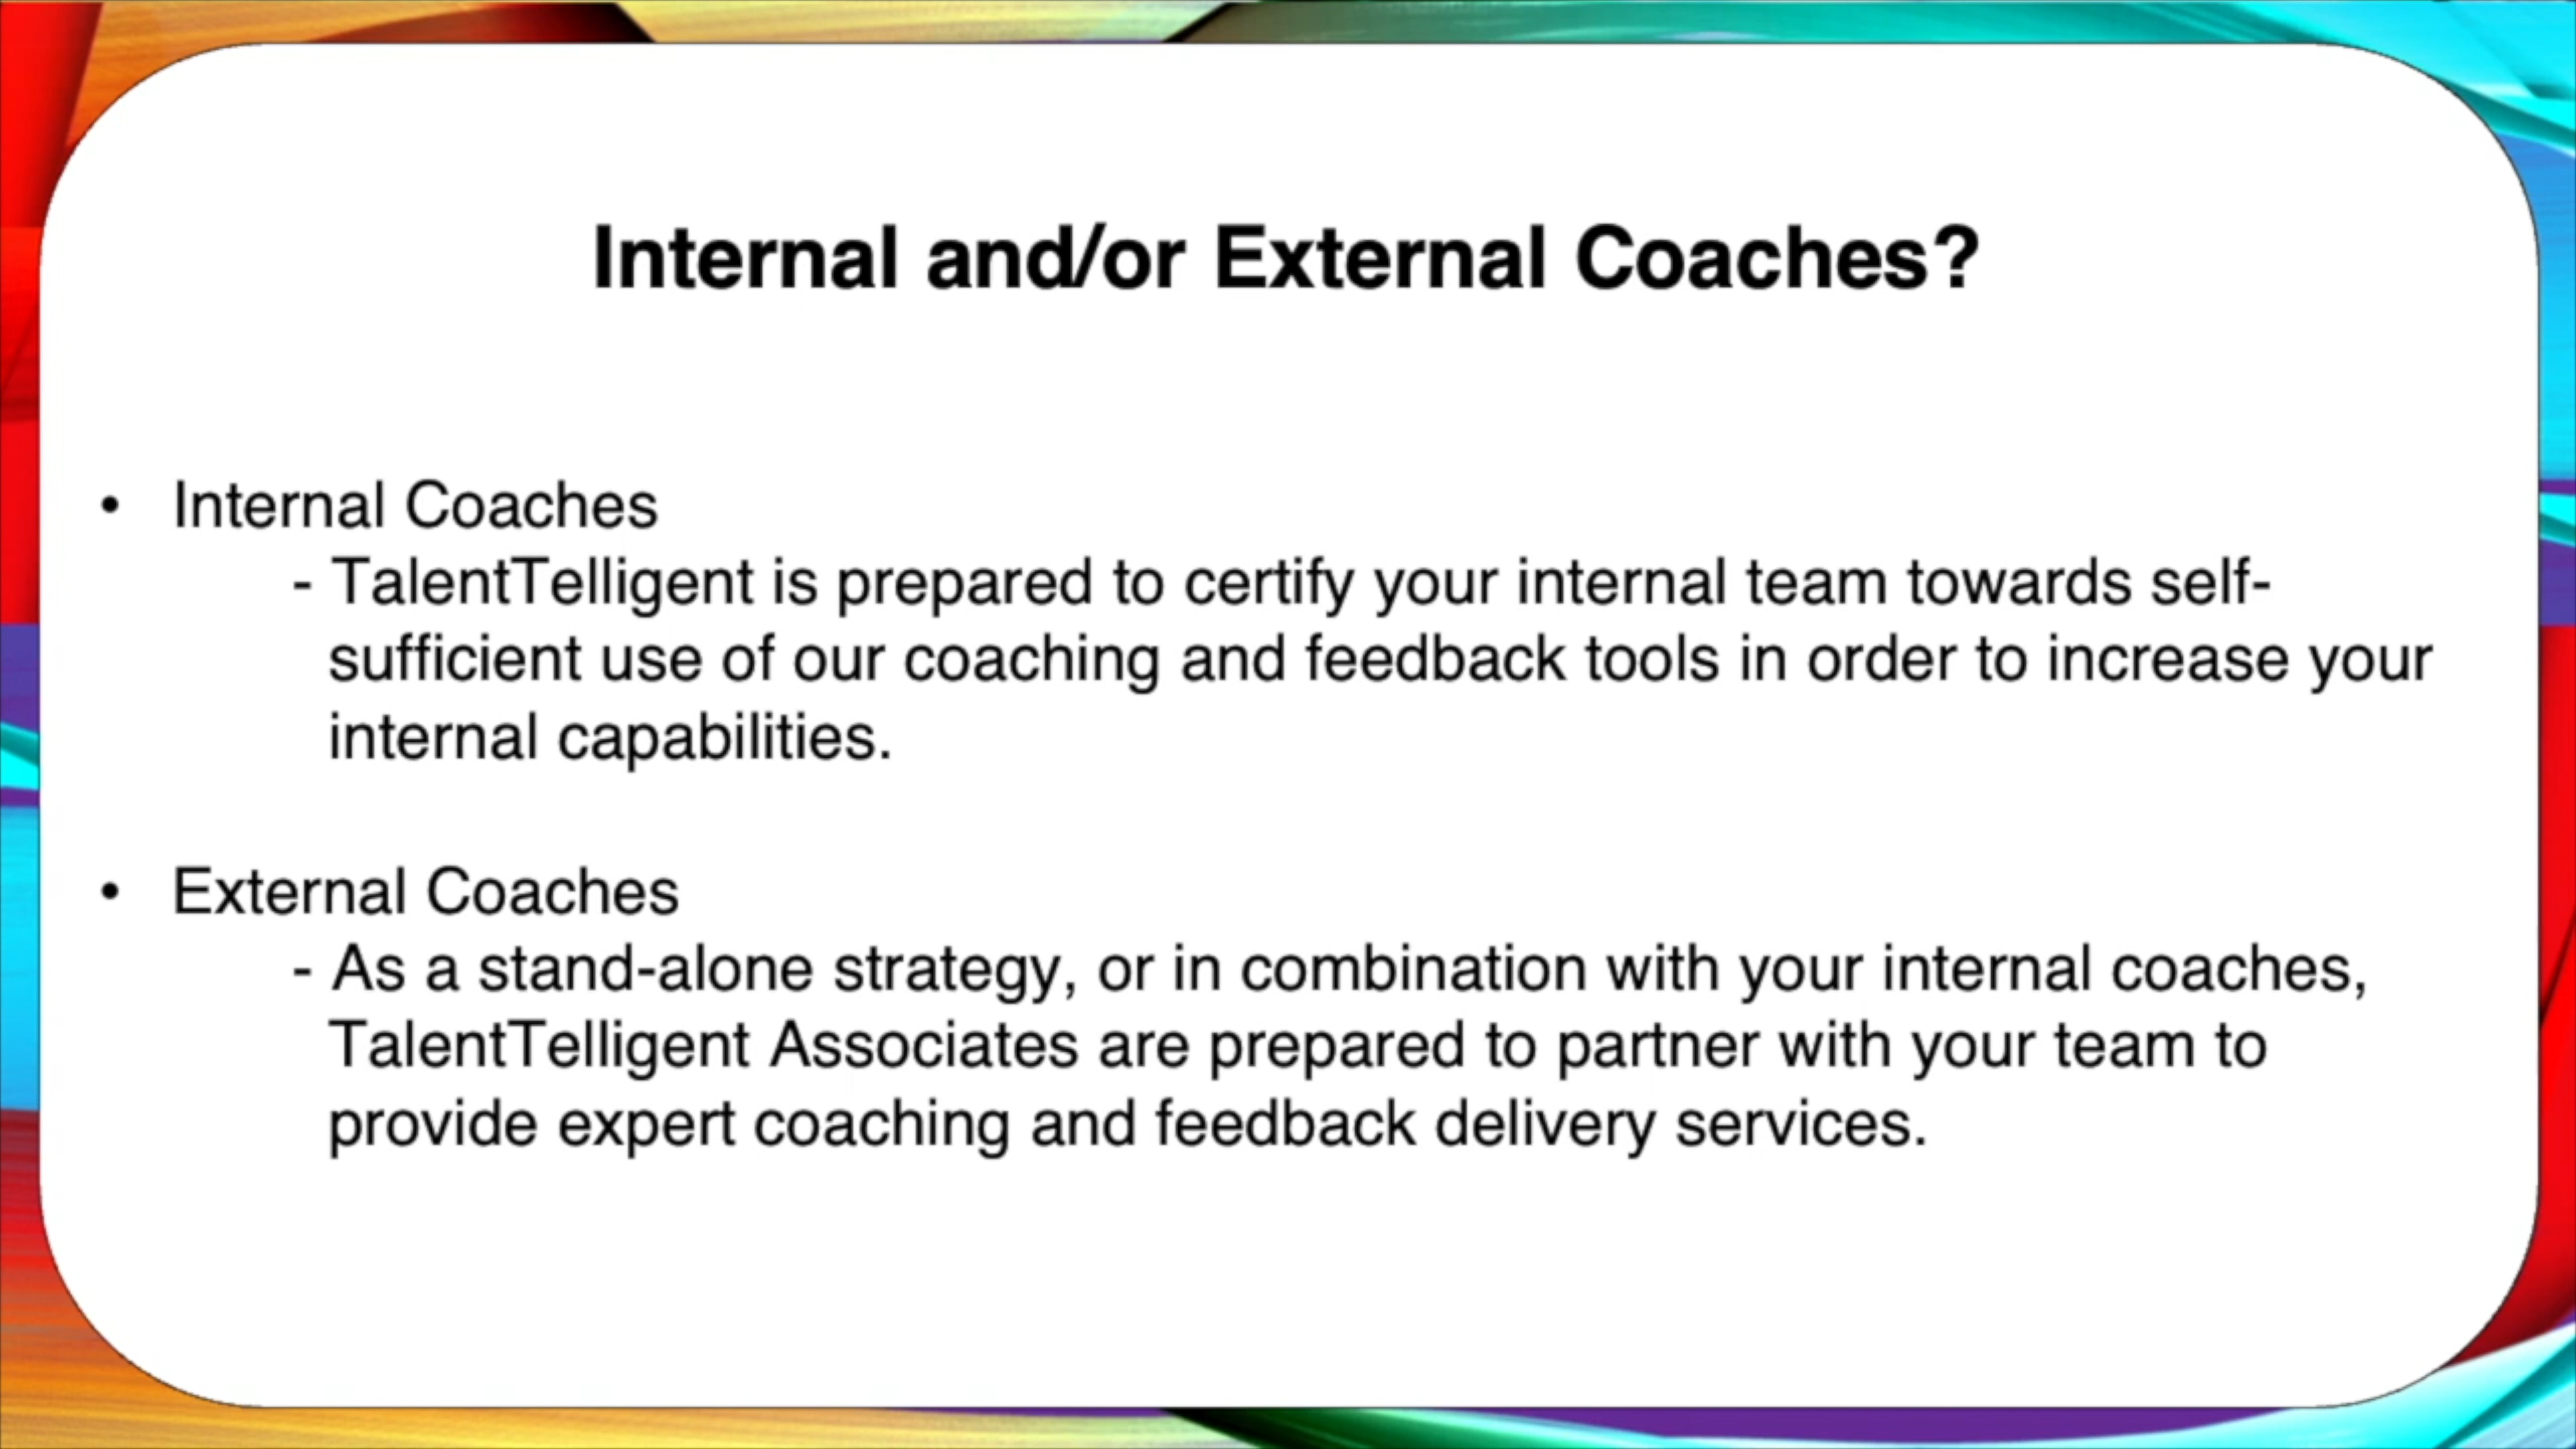 Internal and/or External Coaches?
• Internal Coaches
- TalentTelligent is prepared to certify your internal team towards self-
sufficient use of our coaching and feedback tools in order to increase your
internal capabilities.
• External Coaches
- As a stand-alone strategy, or in combination with your internal coaches,
TalentTelligent Associates are prepared to partner with your team to
provide expert coaching and feedback delivery services.